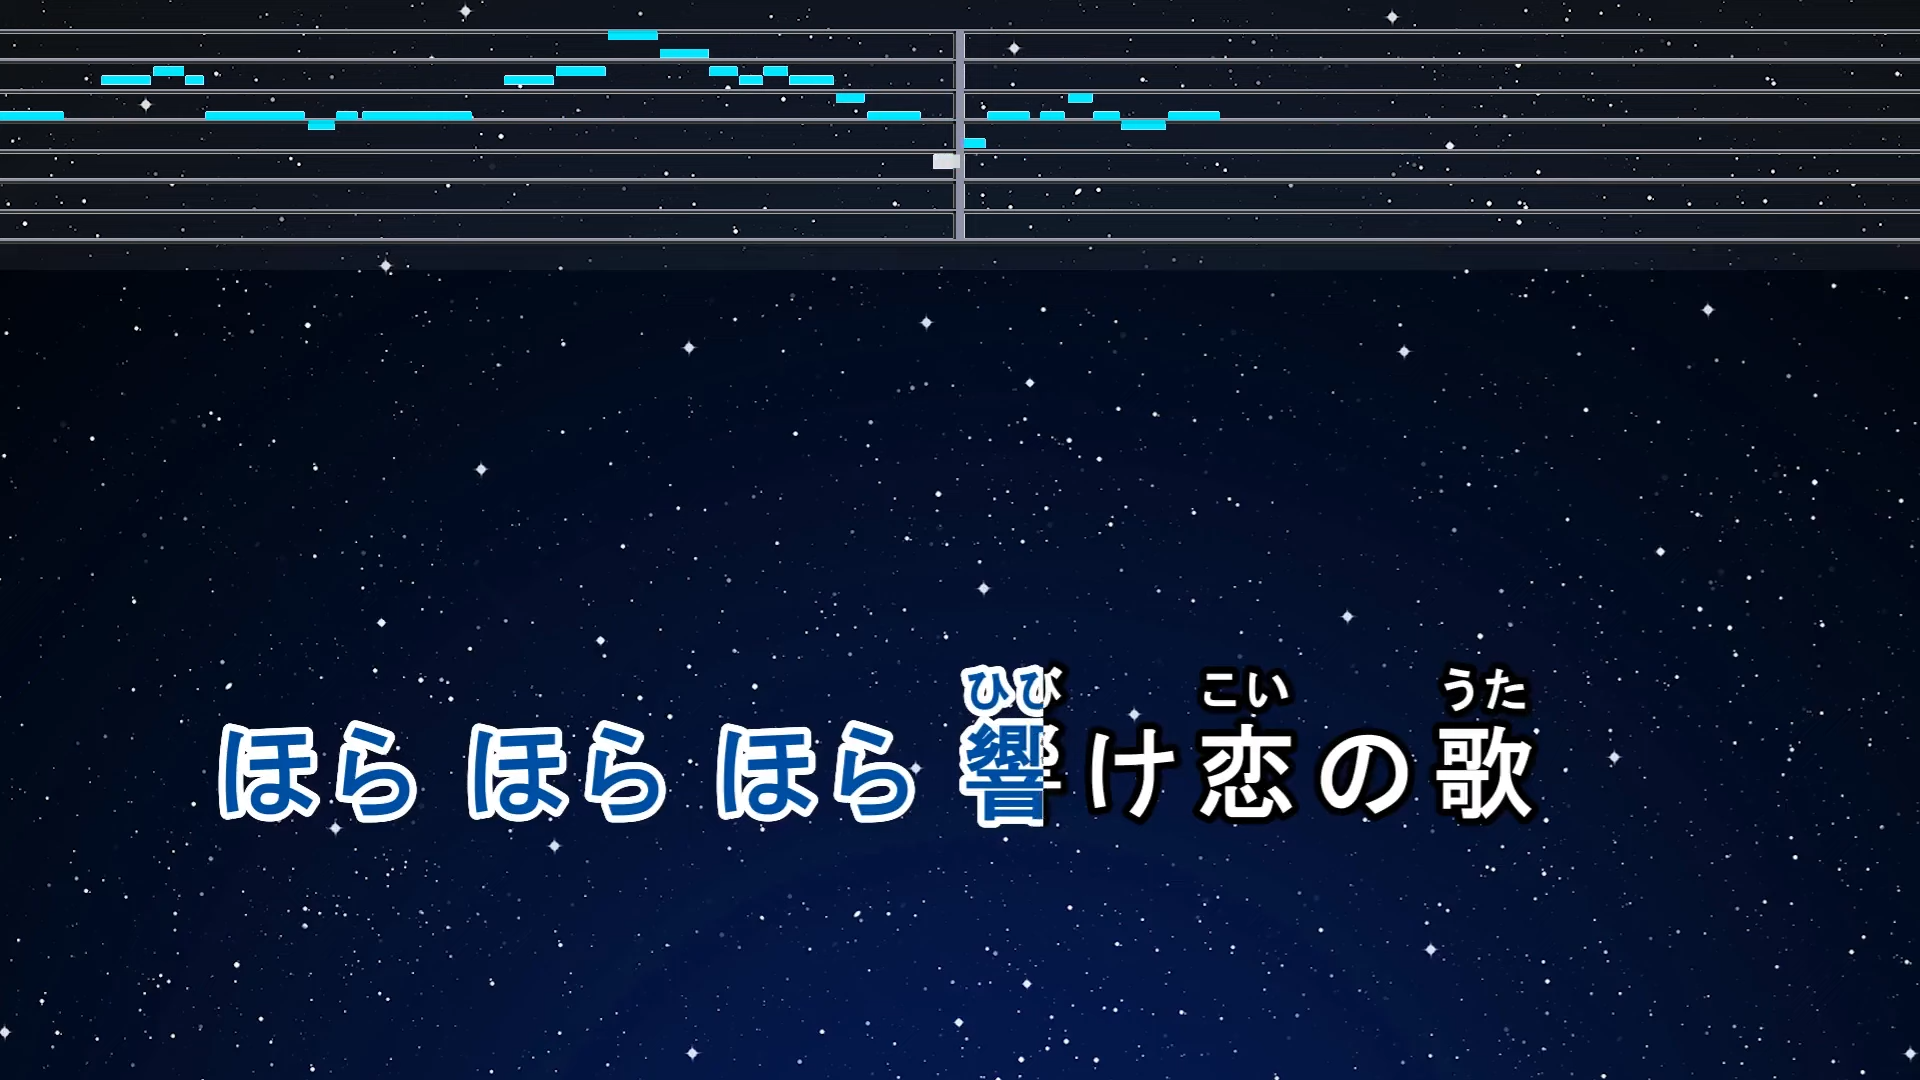 ひび こい うた
ほら ほら ほら 響け恋の歌